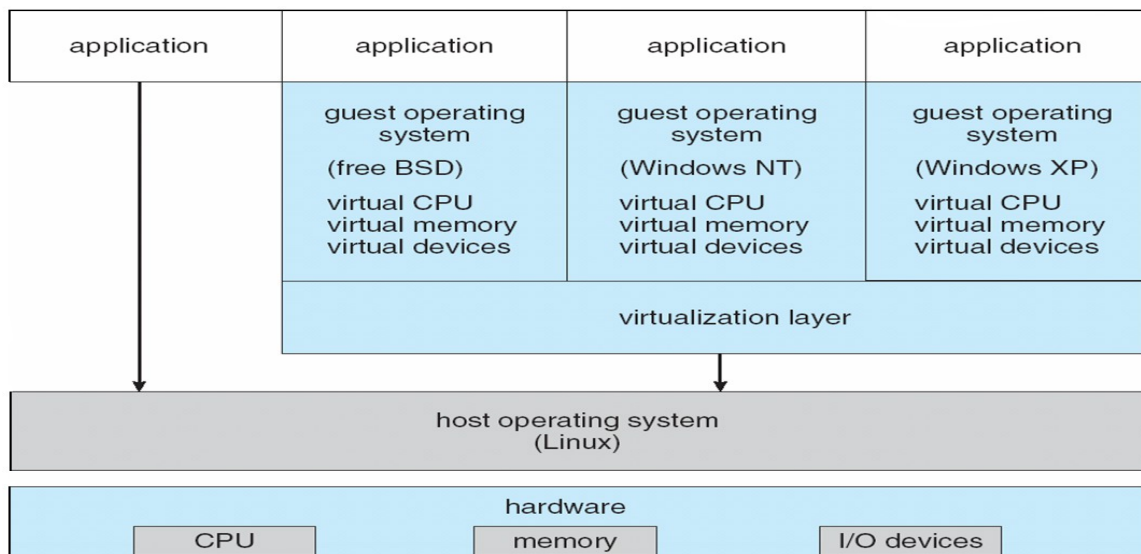 application
application
application
application
guest operating
system
(free BSD)
virtual CPU
virtual memory
virtual devices
guest operating
system
(Windows NT)
virtual CPU
virtual memory
virtual devices
guest operating
system
(Windows XP)
virtual CPU
virtual memory
virtual devices
virtualization layer
host operating system
(Linux)
hardware
CPU
memory
I/O devices